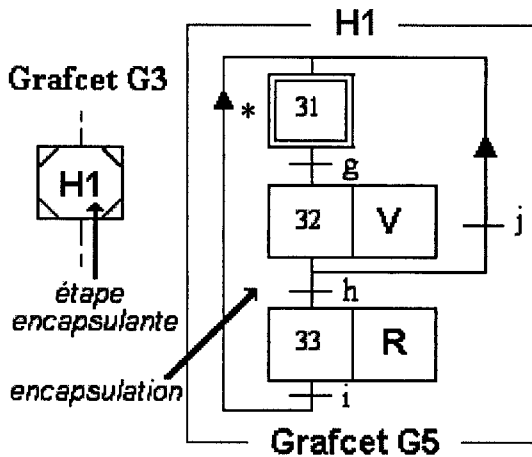 H1
Grafcet G3
* 31
g
H1
32 V
j
étape
encapsulante
h
33 R
encapsulation
i
Grafcet G5